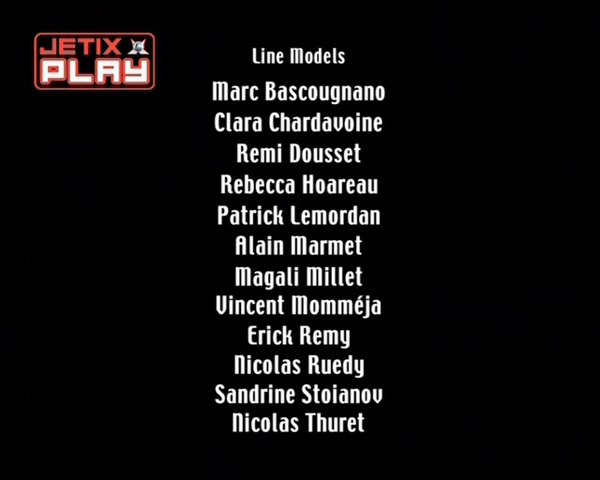 JETIX
PLAY
Line Models
Marc Bascougnano
Clara Chardavoine
Remi Dousset
Rebecca Hoareau
Patrick Lemordan
Alain Marmet
Magali Millet
Vincent Momméja
Erick Remy
Nicolas Ruedy
Sandrine Stoianov
Nicolas Thuret